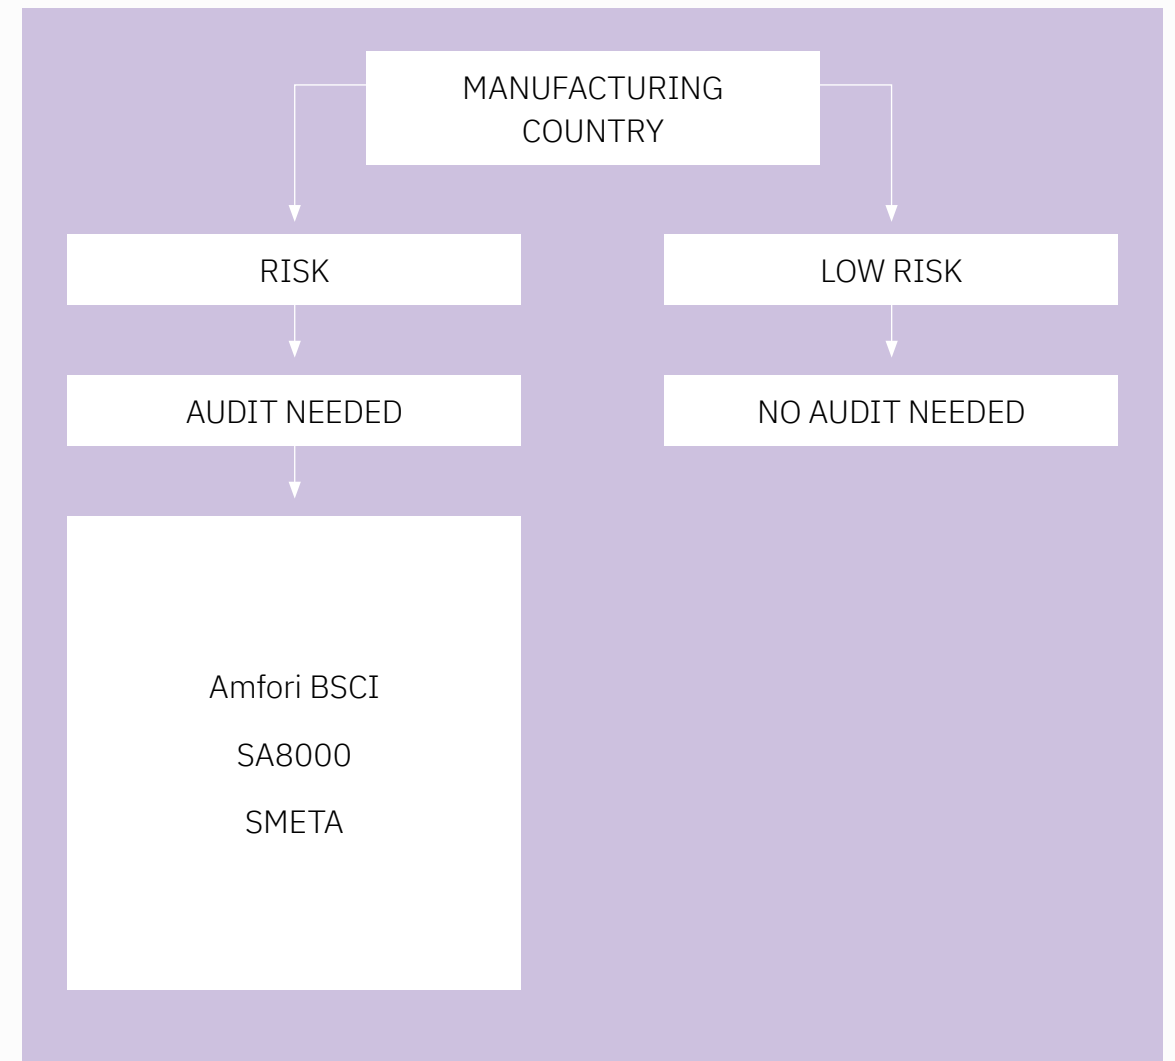 MANUFACTURING
COUNTRY
RISK
LOW RISK
AUDIT NEEDED
NO AUDIT NEEDED
Amfori BSCI
SA8000
SMETA